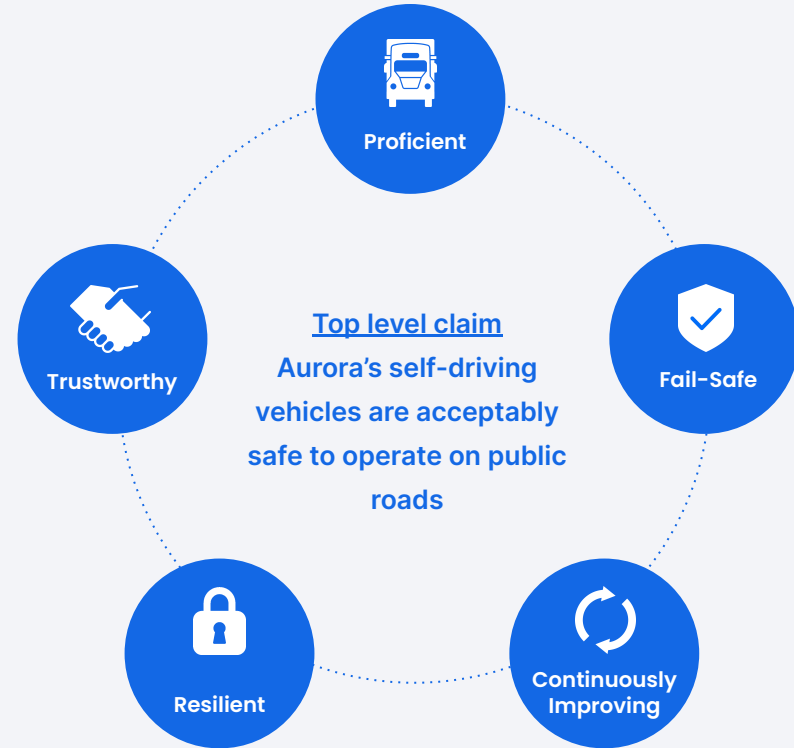 Proficient
Top level claim
Aurora’s self-driving
vehicles are acceptably
safe to operate on public
roads
Trustworthy
Fail-Safe
Resilient
Continuously
Improving